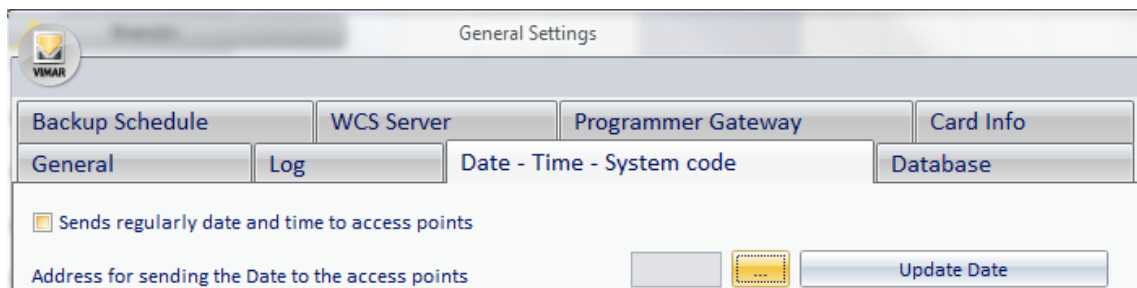 General Settings
VIMAR
Backup Schedule WCS Server Programmer Gateway Card Info
General Log Date - Time - System code Database
Sends regularly date and time to access points
Address for sending the Date to the access points ... Update Date